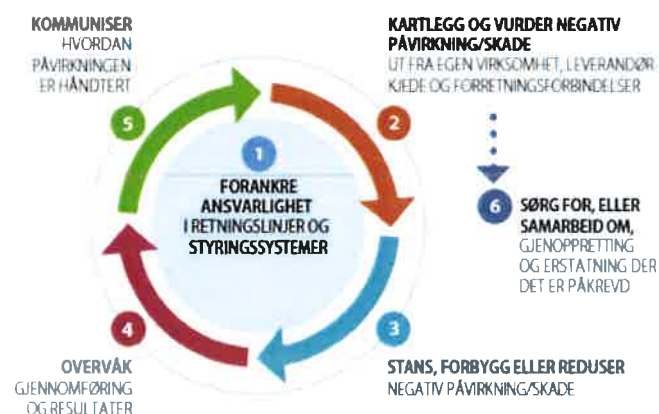 KOMMUNISER
HVORDAN
PÅVIRKNINGEN
ER HÅNDTERT
5
KARTLEGG OG VURDER NEGATIV
PÅVIRKNING/SKADE
UT FRA EGEN VIRKSOMHET, LEVERANDØR
KJEDE OG FORRETNINGSFORBINDELSER
2
1
FORANKRE
ANSVARLIGHET
I RETNINGSLINJER OG
STYRINGSSYSTEMER
6
SØRG FOR, ELLER
SAMARBEID OM,
GJENOPPRETTING
OG ERSTATNING DER
DET ER PÅKREVD
4
OVERVÅK
GJENNOMFØRING
OG RESULTATER
3
STANS, FORBYGG ELLER REDUSER
NEGATIV PÅVIRKNING/SKADE